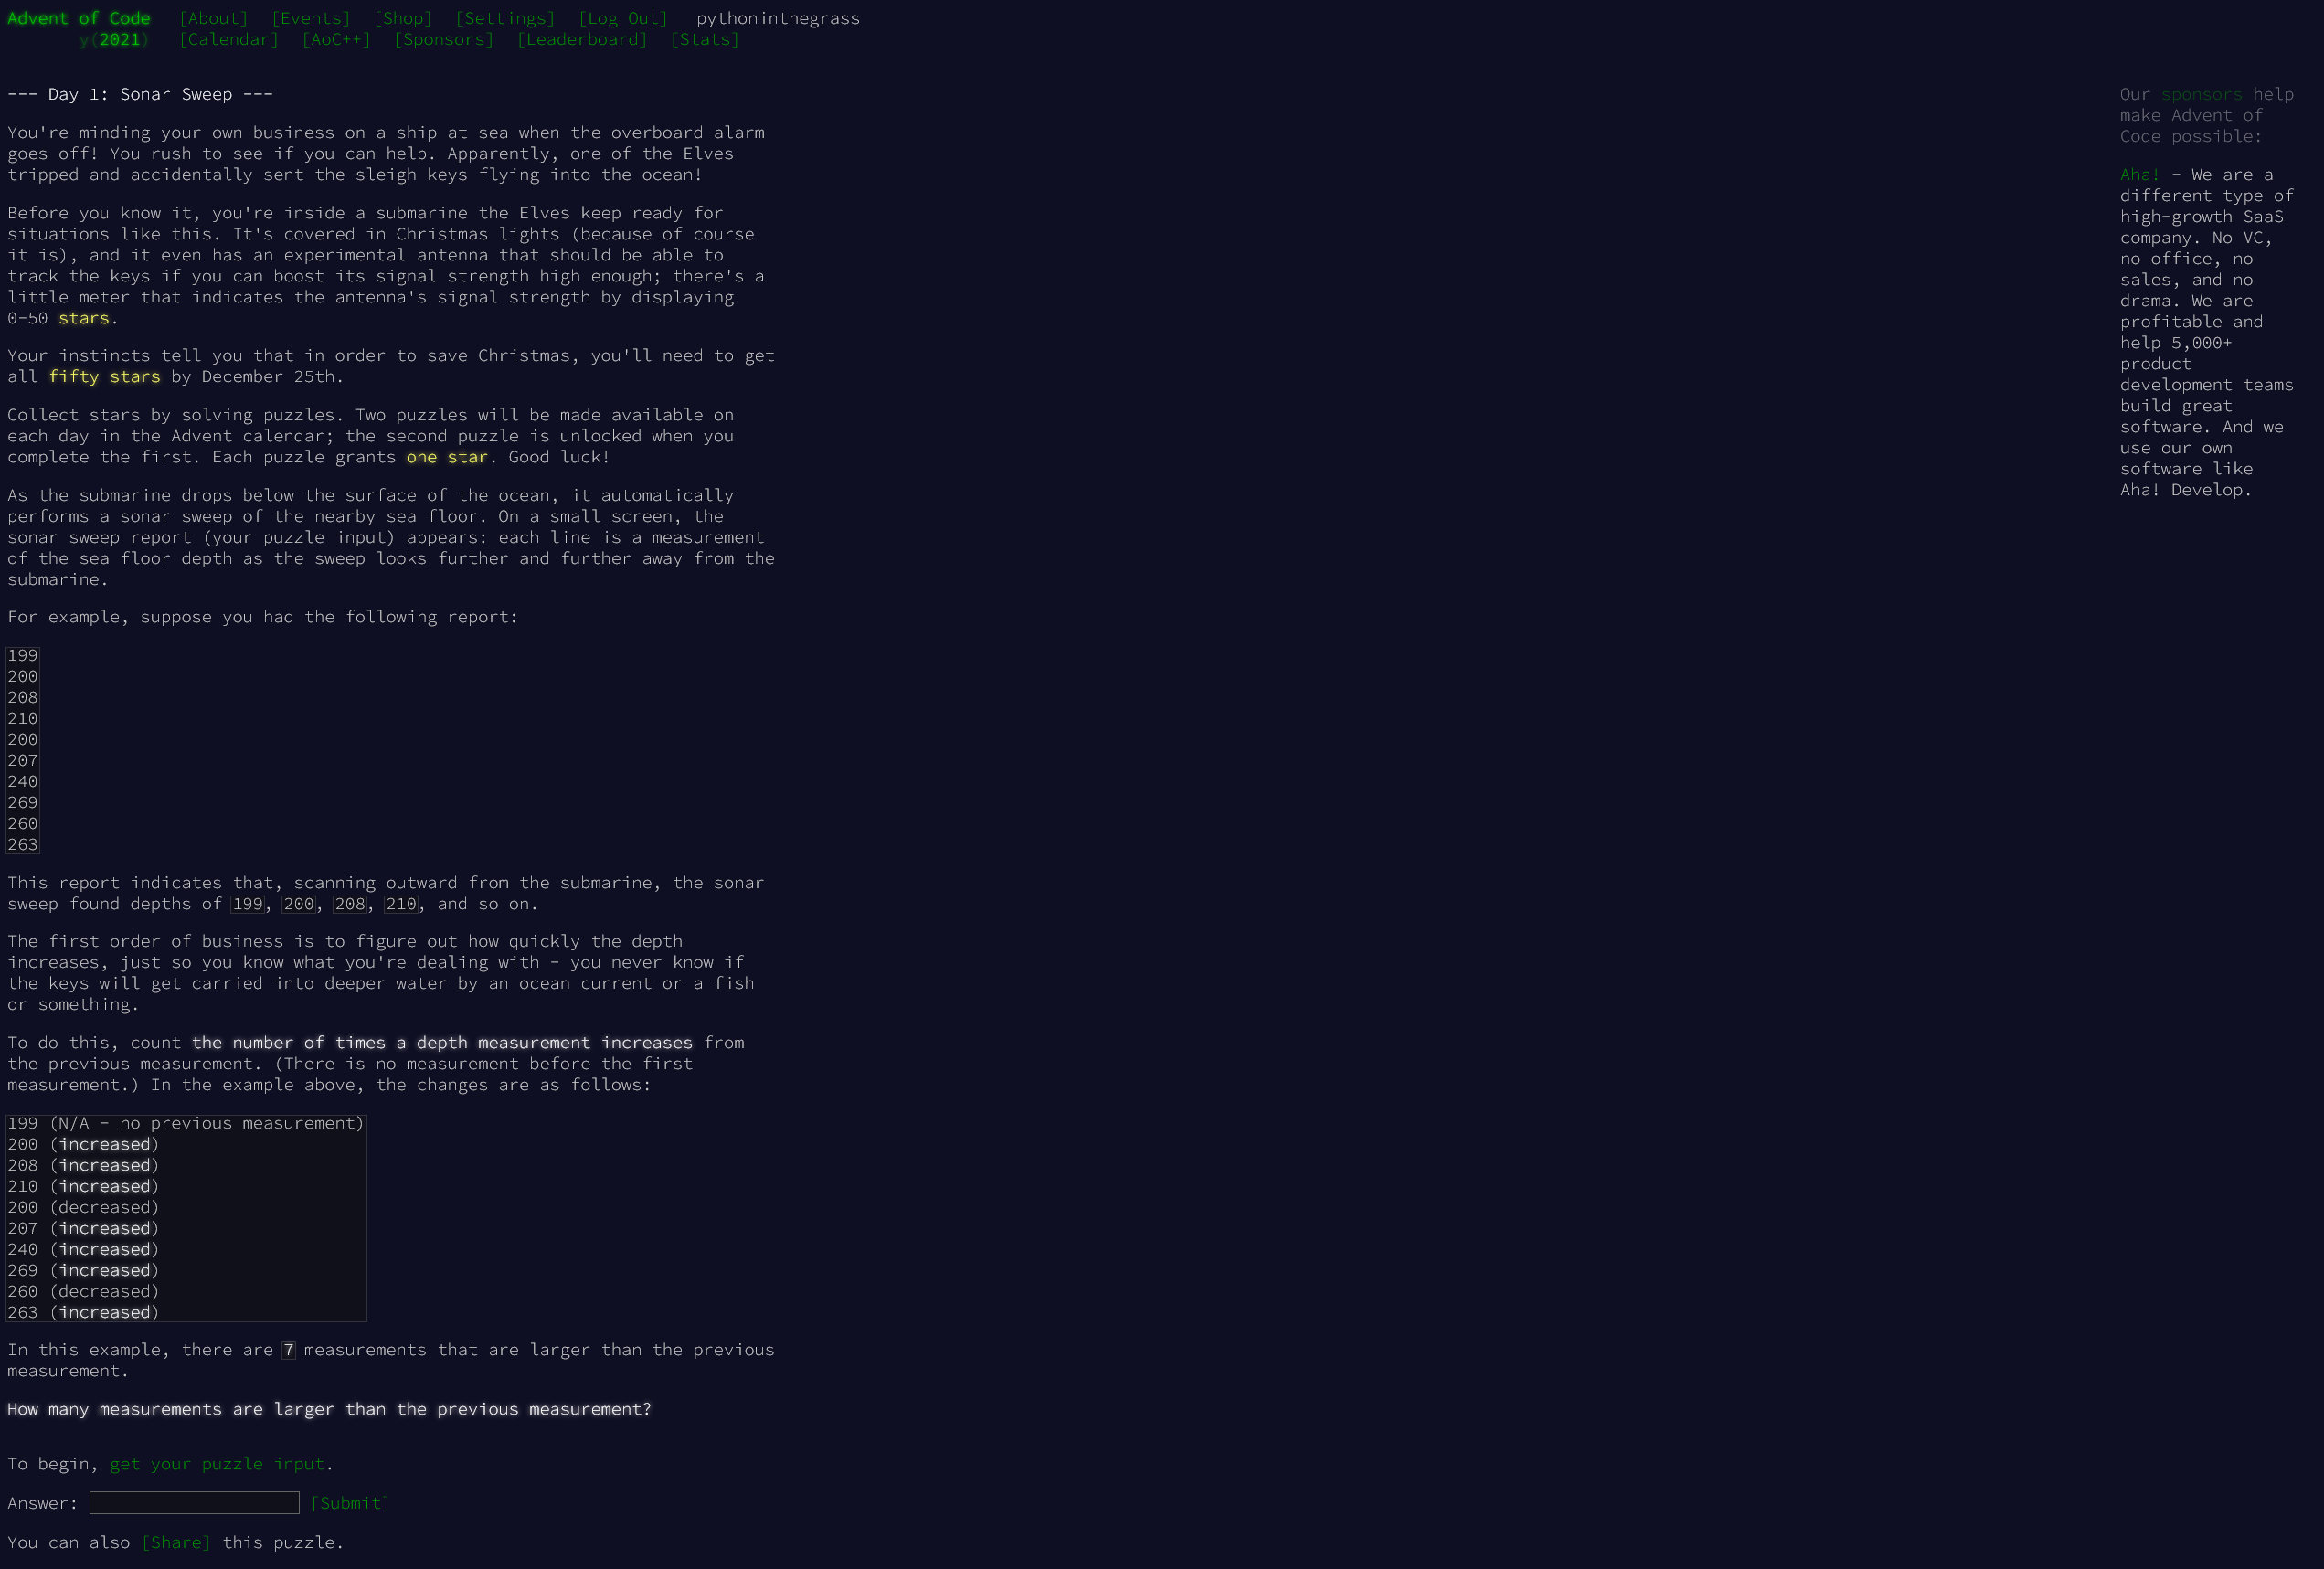 Advent of Code [About] [Events] [Shop] [Settings] [Log Out] pythoninthegrass
y(2021) [Calendar] [AoC++] [Sponsors] [Leaderboard] [Stats]
--- Day 1: Sonar Sweep ---
You're minding your own business on a ship at sea when the overboard alarm
goes off! You rush to see if you can help. Apparently, one of the Elves
tripped and accidentally sent the sleigh keys flying into the ocean!
Before you know it, you're inside a submarine the Elves keep ready for
situations like this. It's covered in Christmas lights (because of course
it is), and it even has an experimental antenna that should be able to
track the keys if you can boost its signal strength high enough; there's a
little meter that indicates the antenna's signal strength by displaying
0-50 stars.
Your instincts tell you that in order to save Christmas, you'll need to get
all fifty stars by December 25th.
Collect stars by solving puzzles. Two puzzles will be made available on
each day in the Advent calendar; the second puzzle is unlocked when you
complete the first. Each puzzle grants one star. Good luck!
As the submarine drops below the surface of the ocean, it automatically
performs a sonar sweep of the nearby sea floor. On a small screen, the
sonar sweep report (your puzzle input) appears: each line is a measurement
of the sea floor depth as the sweep looks further and further away from the
submarine.
For example, suppose you had the following report:
199
200
208
210
200
207
240
269
260
263
This report indicates that, scanning outward from the submarine, the sonar
sweep found depths of 199, 200, 208, 210, and so on.
The first order of business is to figure out how quickly the depth
increases, just so you know what you're dealing with - you never know if
the keys will get carried into deeper water by an ocean current or a fish
or something.
To do this, count the number of times a depth measurement increases from
the previous measurement. (There is no measurement before the first
measurement.) In the example above, the changes are as follows:
199 (N/A - no previous measurement)
200 (increased)
208 (increased)
210 (increased)
200 (decreased)
207 (increased)
240 (increased)
269 (increased)
260 (decreased)
263 (increased)
In this example, there are 7 measurements that are larger than the previous
measurement.
How many measurements are larger than the previous measurement?
To begin, get your puzzle input.
Answer: [Submit]
You can also [Share] this puzzle.
Our sponsors help
make Advent of
Code possible:
Aha! - We are a
different type of
high-growth SaaS
company. No VC,
no office, no
sales, and no
drama. We are
profitable and
help 5,000+
product
development teams
build great
software. And we
use our own
software like
Aha! Develop.